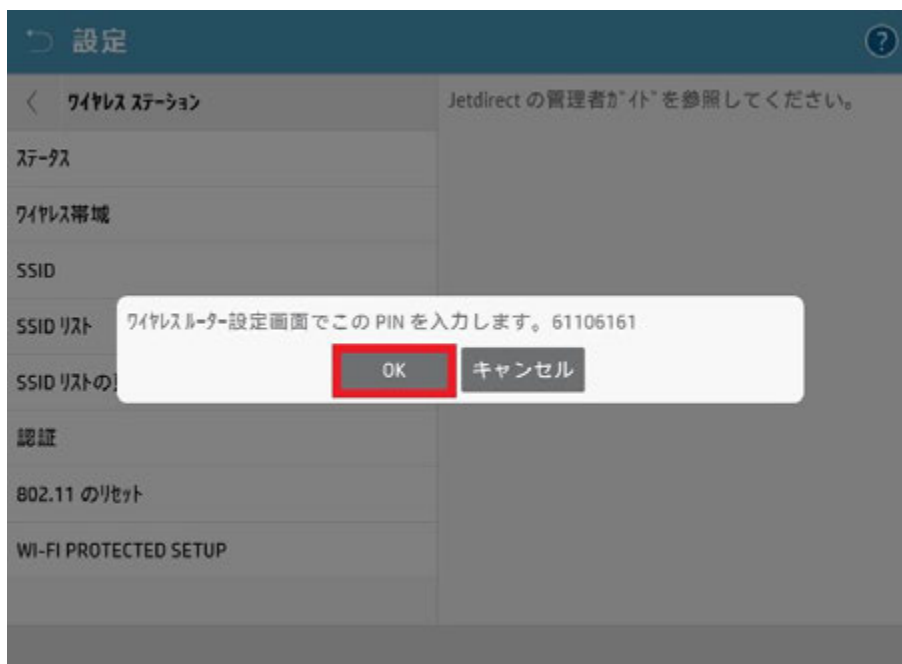 設定
?
ﾜｲﾔﾚｽ ｽﾃｰｼｮﾝ
Jetdirect の管理者ｶﾞｲﾄﾞを参照してください。
ｽﾃｰﾀｽ
ﾜｲﾔﾚｽ帯域
SSID
SSID ﾘｽﾄ
ﾜｲﾔﾚｽ ﾙｰﾀｰ設定画面でこの PIN を入力します。61106161
OK
キャンセル
SSID ﾘｽﾄの
認証
802.11 のﾘｾｯﾄ
WI-FI PROTECTED SETUP